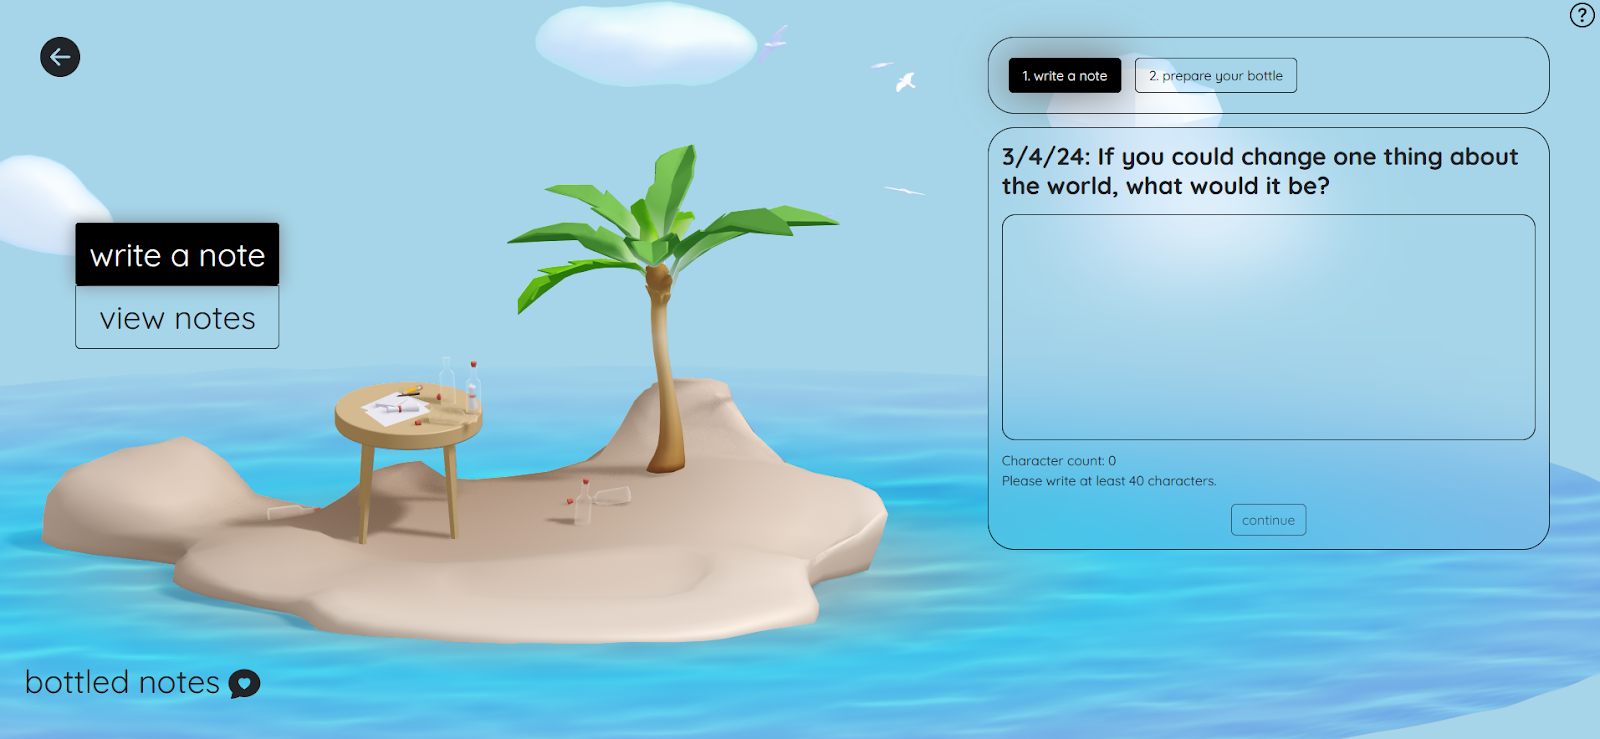 ?
1. write a note
2. prepare your bottle
3/4/24: If you could change one thing about
the world, what would it be?
write a note
view notes
Character count: 0
Please write at least 40 characters.
continue
bottled notes